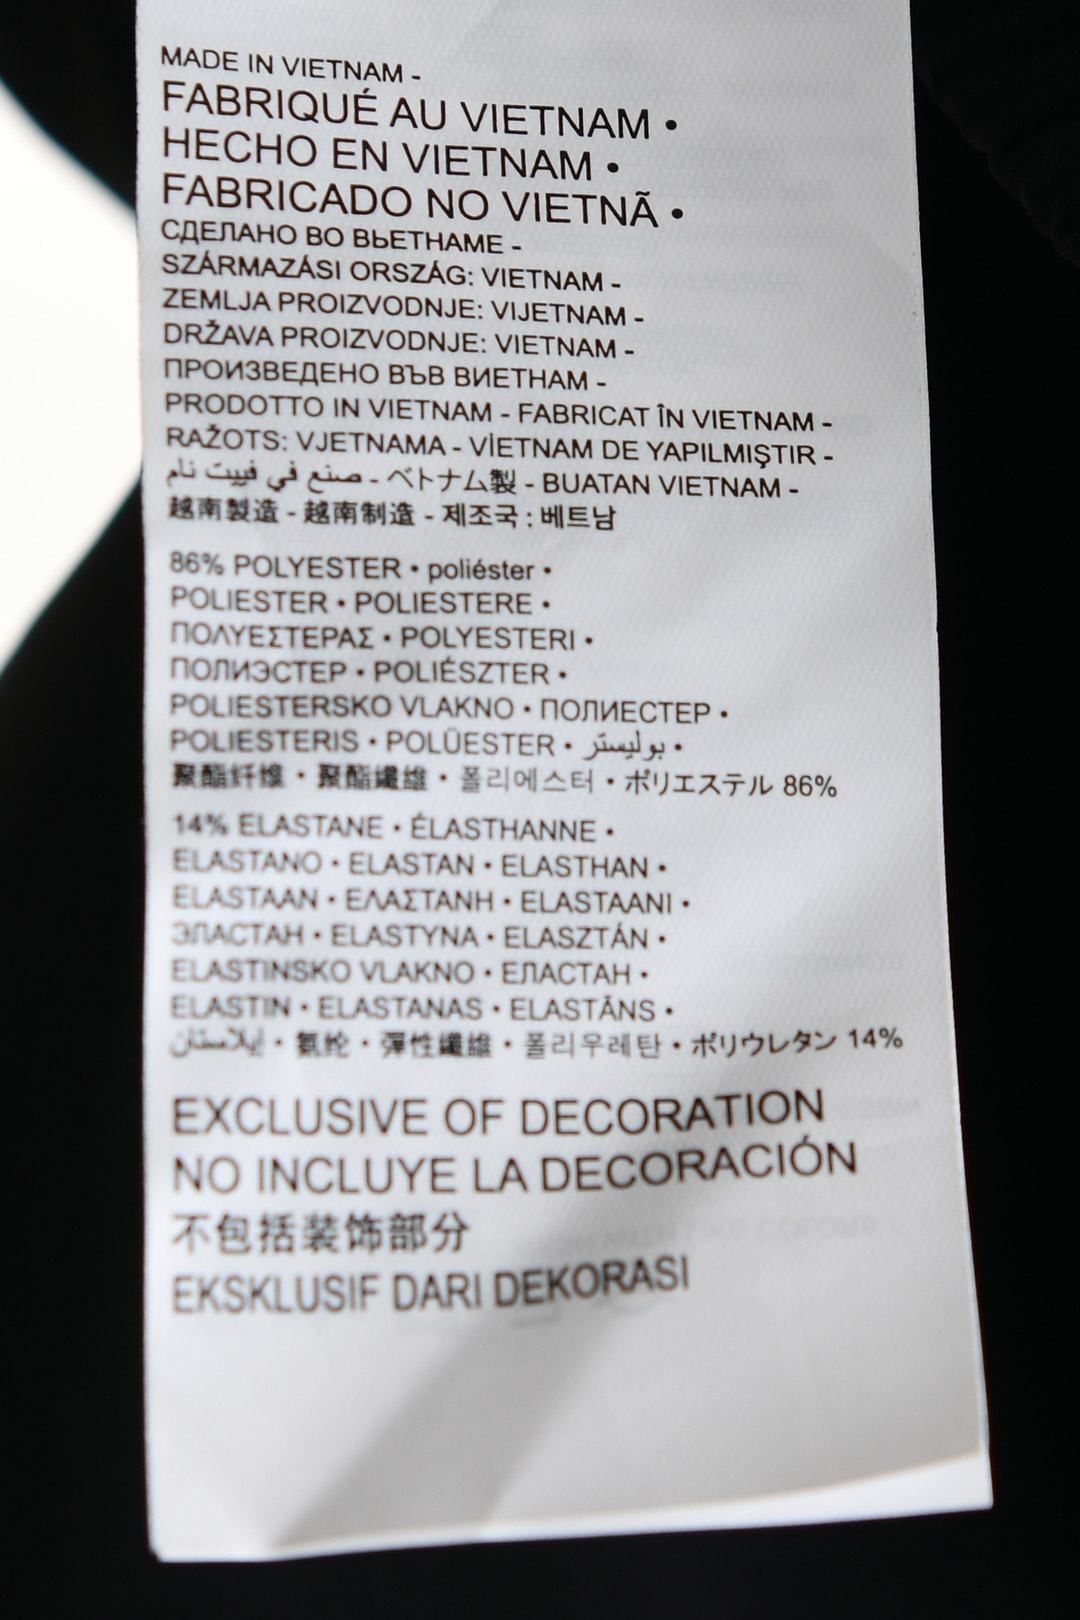 MADE IN VIETNAM -
FABRIQUÉ AU VIETNAM •
HECHO EN VIETNAM •
FABRICADO NO VIETNÃ •
СДЕЛАНО ВО ВЬЕТНАМЕ -
SZÁRMAZÁSI ORSZÁG: VIETNAM -
ZEMLJA PROIZVODNJE: VIJETNAM -
DRŽAVA PROIZVODNJE: VIETNAM -
ПРОИЗВЕДЕНО ВЪВ ВИЕТНАМ -
PRODOTTO IN VIETNAM - FABRICAT ÎN VIETNAM -
RAŽOTS: VJETNAMA - VİETNAM DE YAPILMIŞTIR -
صنع في فييت نام - ベトナム製 - BUATAN VIETNAM -
越南製造 - 越南制造 - 제조국 : 베트남
86% POLYESTER • poliéster •
POLIESTER • POLIESTERE •
ΠΟΛΥΕΣΤΕΡΑΣ • POLYESTERI •
ПОЛИЭСТЕР • POLIÉSZTER •
POLIESTERSKO VLAKNO • ПОЛИЕСТЕР •
POLIESTERIS • POLÜESTER • بوليستر •
聚酯纤维 • 聚酯纖維 • 폴리에스터 • ポリエステル 86%
14% ELASTANE • ÉLASTHANNE •
ELASTANO • ELASTAN • ELASTHAN •
ELASTAAN • ΕΛΑΣΤΑΝΗ • ELASTAANI •
ЭЛАСТАН • ELASTYNA • ELASZTÁN •
ELASTINSKO VLAKNO • ЕЛАСТАН •
ELASTIN • ELASTANAS • ELASTĀNS •
إيلاستان • 氨纶 • 彈性纖維 • 폴리우레탄 • ポリウレタン 14%
EXCLUSIVE OF DECORATION
NO INCLUYE LA DECORACIÓN
不包括装饰部分
EKSKLUSIF DARI DEKORASI